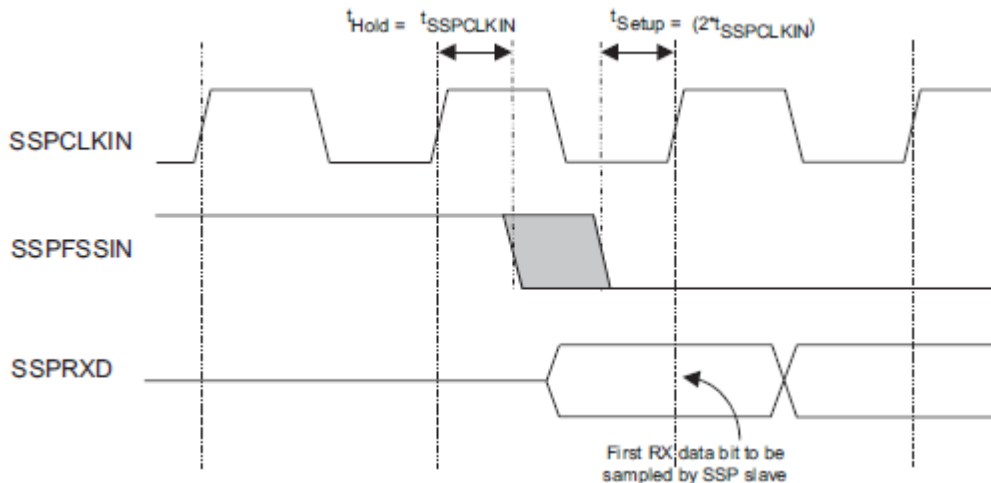 tHold = tSSPCLKIN
tSetup = (2*tSSPCLKIN)
SSPCLKIN
SSPFSSIN
SSPRXD
First RX data bit to be
sampled by SSP slave